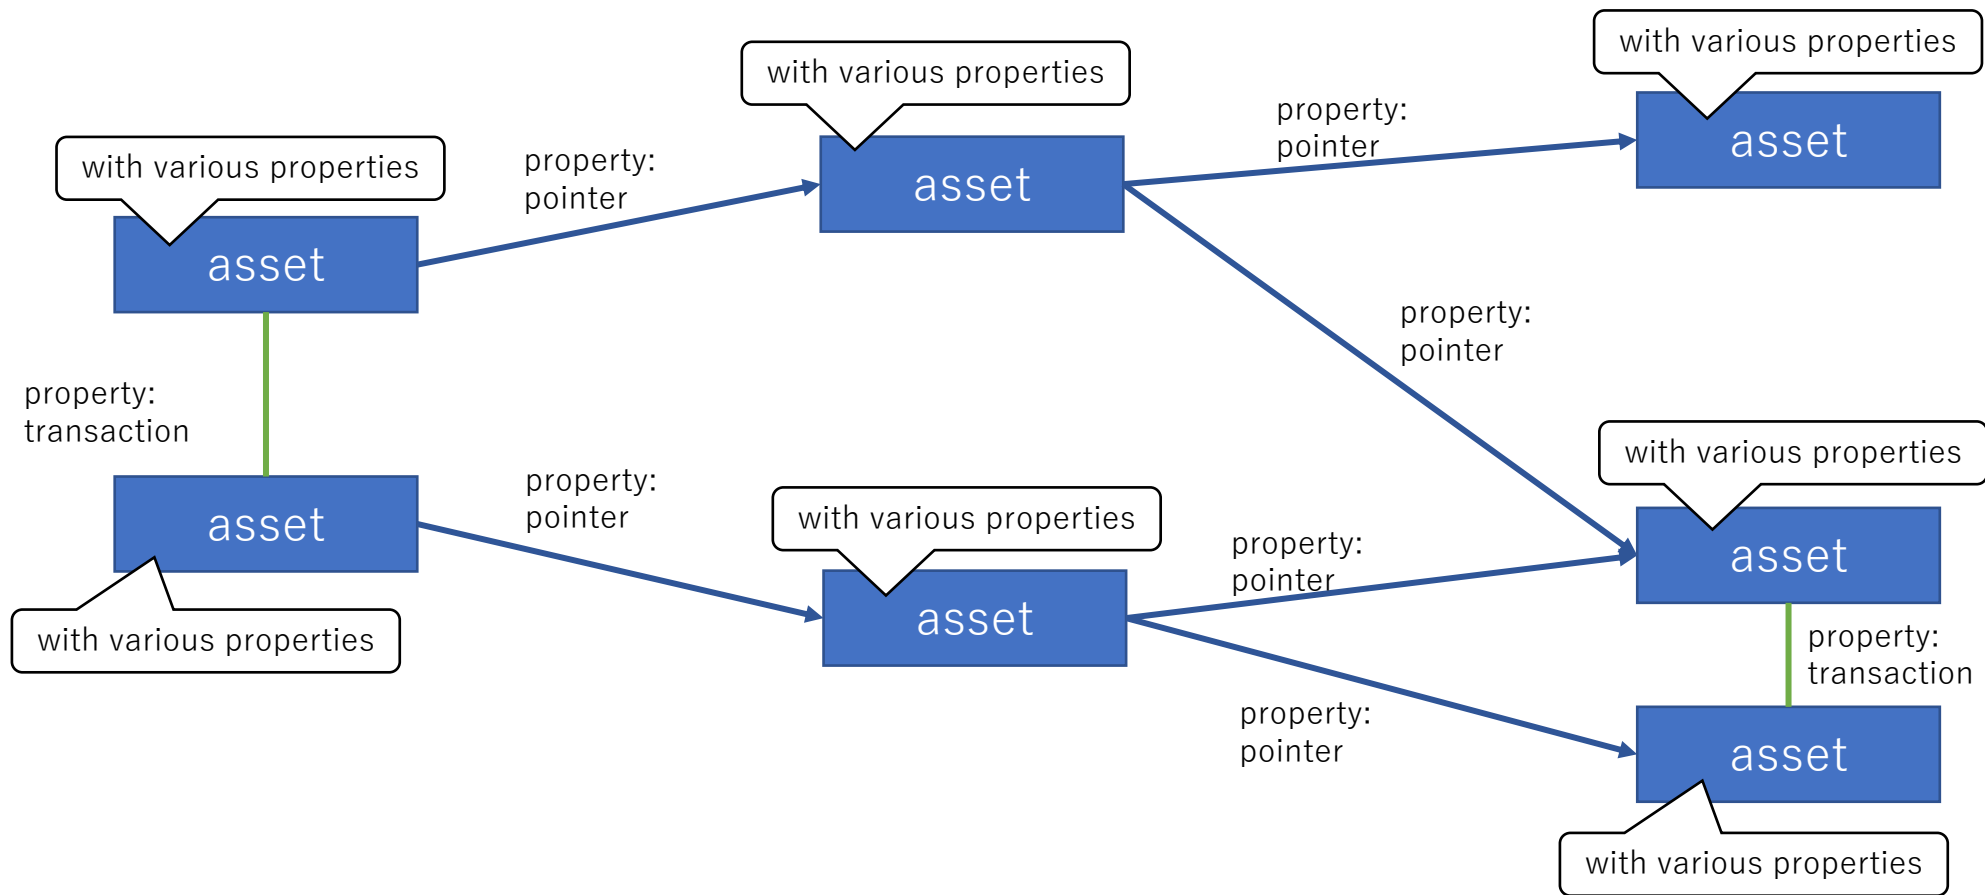 with various properties
asset
property:
transaction
asset
with various properties
property:
pointer
property:
pointer
with various properties
asset
with various properties
asset
property:
pointer
property:
pointer
property:
pointer
property:
pointer
with various properties
asset
with various properties
asset
property:
transaction
asset
with various properties